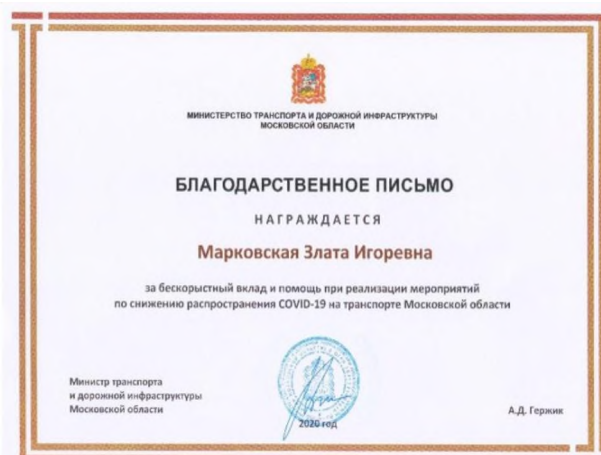 МИНИСТЕРСТВО ТРАНСПОРТА И ДОРОЖНОЙ ИНФРАСТРУКТУРЫ
МОСКОВСКОЙ ОБЛАСТИ
БЛАГОДАРСТВЕННОЕ ПИСЬМО
НАГРАЖДАЕТСЯ
Марковская Злата Игоревна
за бескорыстный вклад и помощь при реализации мероприятий
по снижению распространения COVID-19 на транспорте Московской области
Министр транспорта
и дорожной инфраструктуры
Московской области
А.Д. Гержик
2020 год